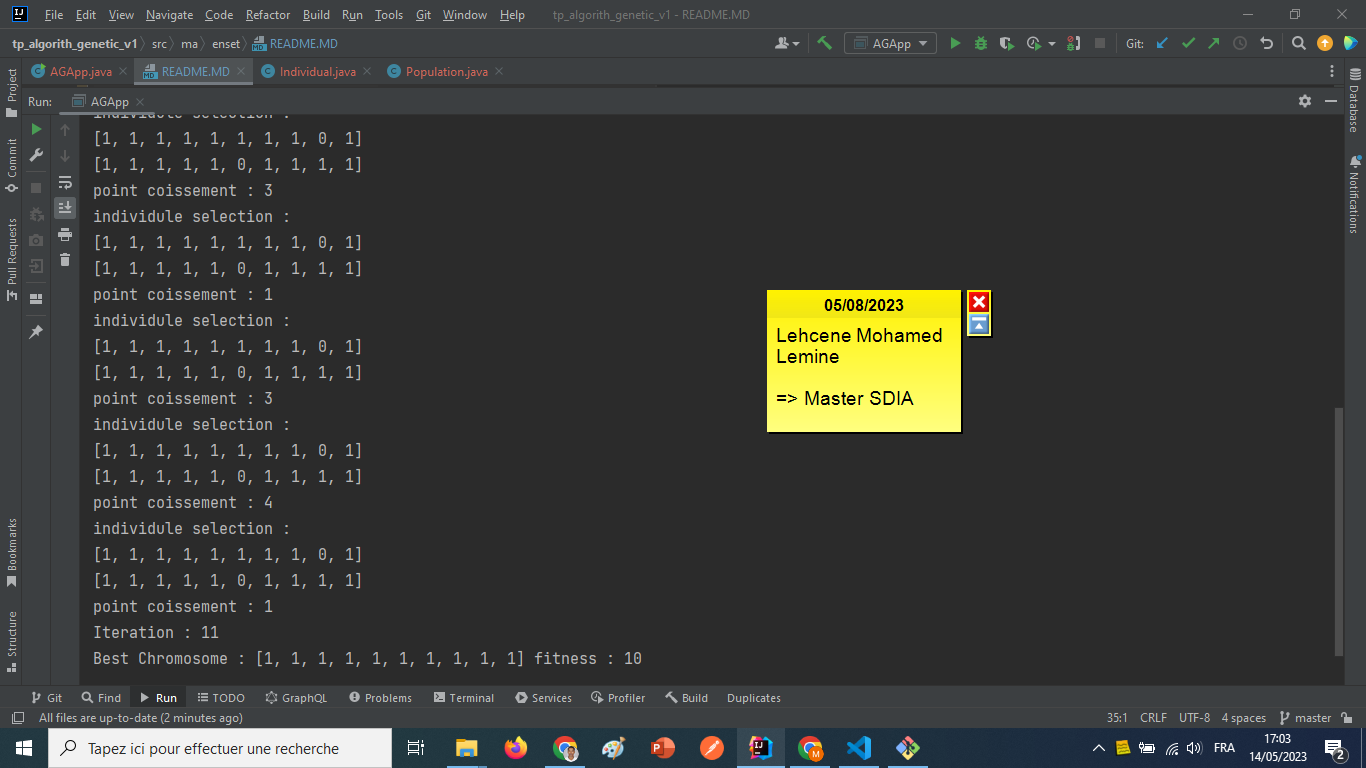 File Edit View Navigate Code Refactor Build Run Tools Git Window Help tp_algorith_genetic_v1 - README.MD
tp_algorith_genetic_v1 src ma enset README.MD AGApp Git:
AGApp.java README.MD Individual.java Population.java
Run: AGApp
Project
Commit
Pull Requests
Bookmarks
Structure
individule selection :
[1, 1, 1, 1, 1, 1, 1, 1, 0, 1]
[1, 1, 1, 1, 1, 0, 1, 1, 1, 1]
point coissement : 3
individule selection :
[1, 1, 1, 1, 1, 1, 1, 1, 0, 1]
[1, 1, 1, 1, 1, 0, 1, 1, 1, 1]
point coissement : 1
individule selection :
[1, 1, 1, 1, 1, 1, 1, 1, 0, 1]
[1, 1, 1, 1, 1, 0, 1, 1, 1, 1]
point coissement : 3
individule selection :
[1, 1, 1, 1, 1, 1, 1, 1, 0, 1]
[1, 1, 1, 1, 1, 0, 1, 1, 1, 1]
point coissement : 4
individule selection :
[1, 1, 1, 1, 1, 1, 1, 1, 0, 1]
[1, 1, 1, 1, 1, 0, 1, 1, 1, 1]
point coissement : 1
Iteration : 11
Best Chromosome : [1, 1, 1, 1, 1, 1, 1, 1, 1, 1] fitness : 10
05/08/2023
Lehcene Mohamed
Lemine
=> Master SDIA
Database
Notifications
Git Find Run TODO GraphQL Problems Terminal Services Profiler Build Duplicates
All files are up-to-date (2 minutes ago) 35:1 CRLF UTF-8 4 spaces master
Tapez ici pour effectuer une recherche
FRA
17:03
14/05/2023
2